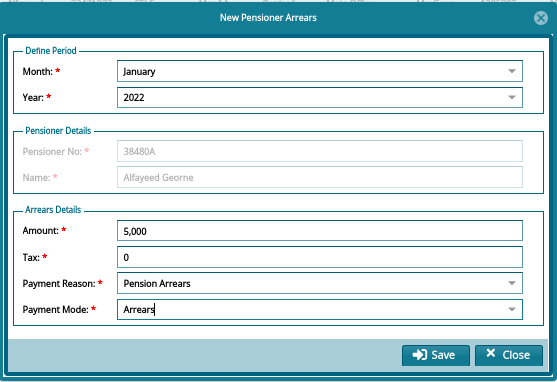 New Pensioner Arrears
Define Period
Month: * January
Year: * 2022
Pensioner Details
Pensioner No: * 38480A
Name: * Alfayeed Georne
Arrears Details
Amount: * 5,000
Tax: * 0
Payment Reason: * Pension Arrears
Payment Mode: * Arrears
Save Close